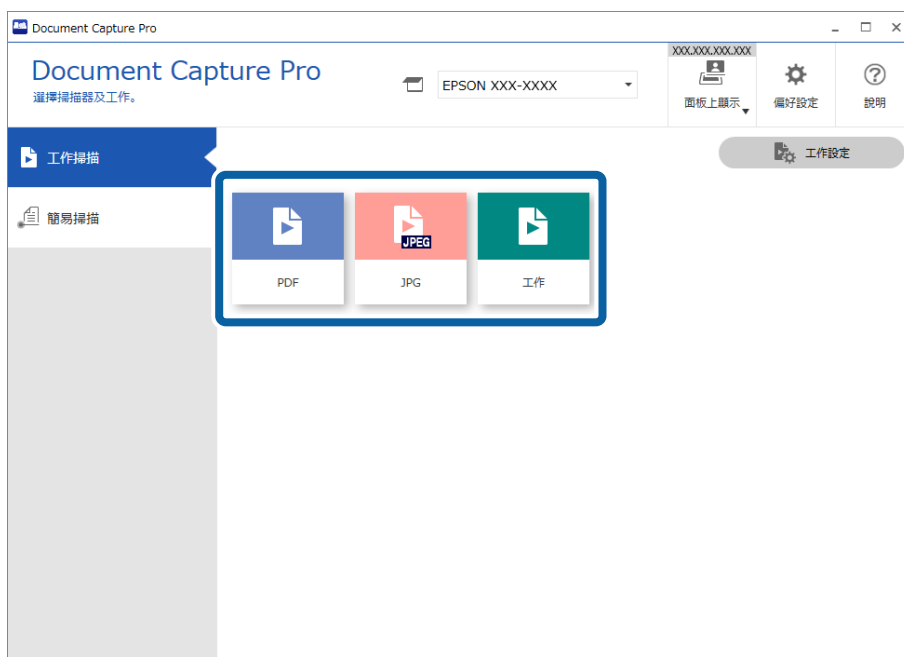 Document Capture Pro
Document Capture Pro
選擇掃描器及工作。
EPSON XXX-XXXX
XXX.XXX.XXX.XXX
面板上顯示
偏好設定
說明
工作掃描
工作設定
簡易掃描
JPEG
PDF
JPG
工作